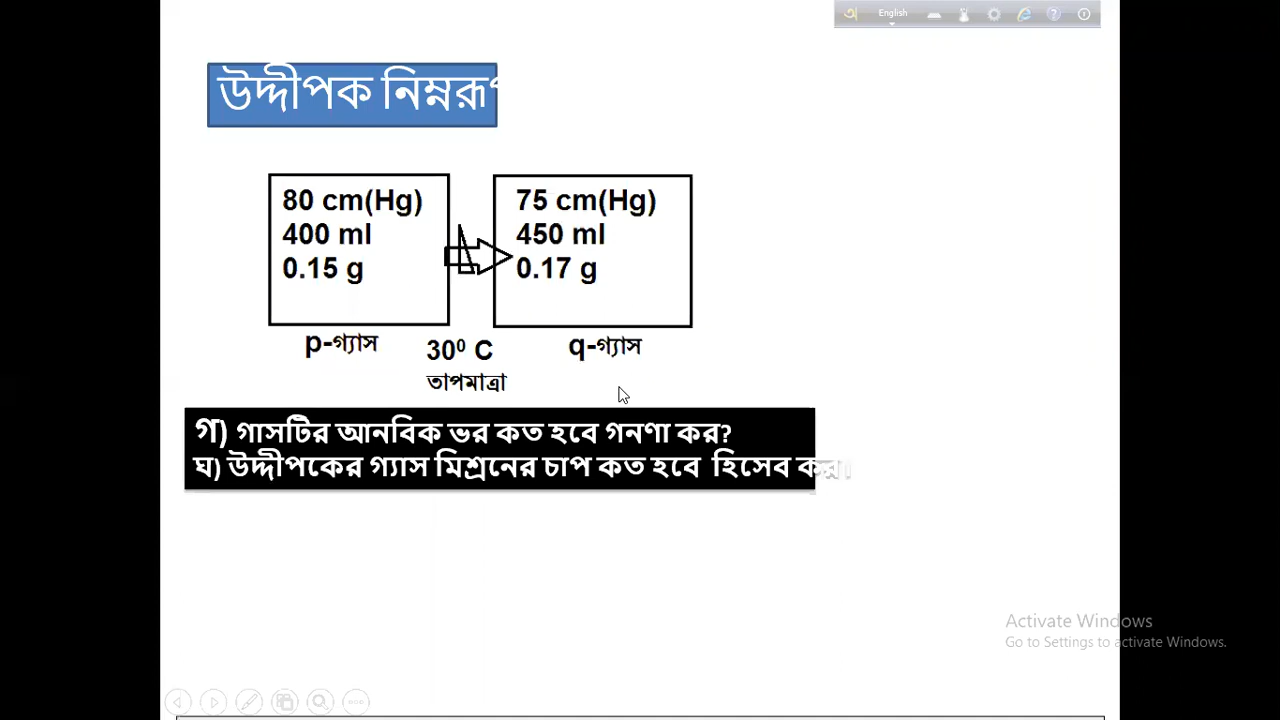 English
উদ্দীপক নিম্নরূপ
80 cm(Hg)
400 ml
0.15 g
75 cm(Hg)
450 ml
0.17 g
p-গ্যাস
30⁰ C
তাপমাত্রা
q-গ্যাস
গ) গাসটির আনবিক ভর কত হবে গনণা কর?
ঘ) উদ্দীপকের গ্যাস মিশ্রনের চাপ কত হবে হিসেব কর।
Activate Windows
Go to Settings to activate Windows.